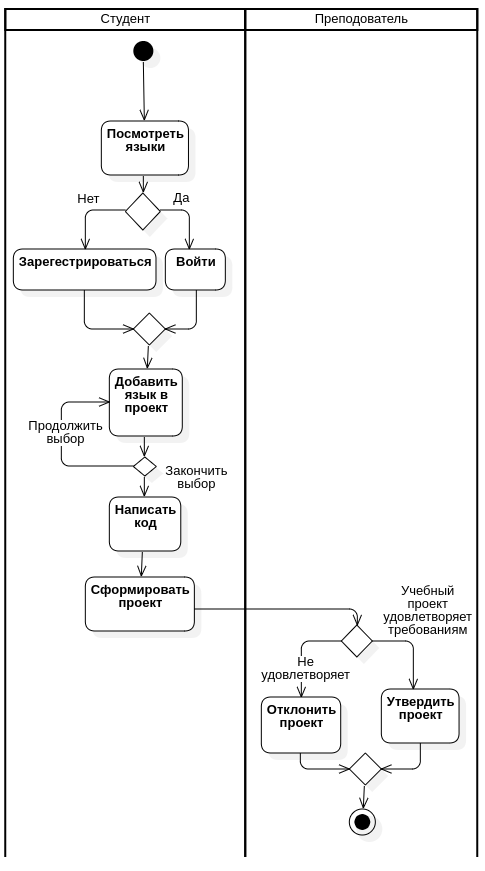 Студент
Преподователь
Посмотреть
языки
Нет
Да
Зарегестрироваться
Войти
Добавить
язык в
проект
Продолжить
выбор
Закончить
выбор
Написать
код
Сформировать
проект
Учебный
проект
удовлетворяет
требованиям
Не
удовлетворяет
Отклонить
проект
Утвердить
проект